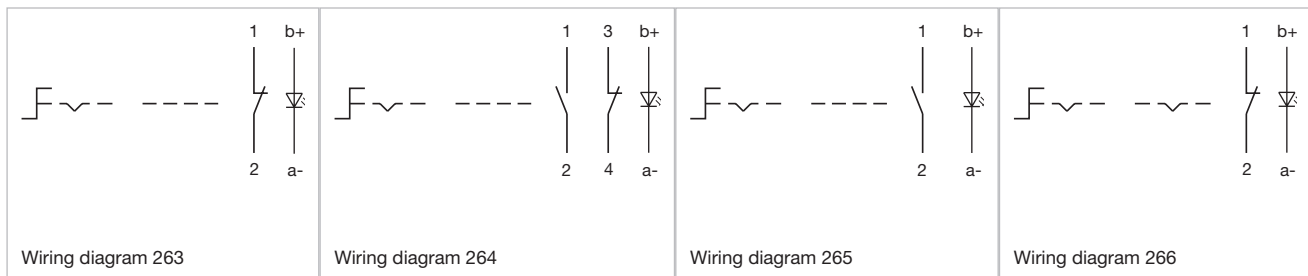 1 b+
2 a-
Wiring diagram 263
1 3 b+
2 4 a-
Wiring diagram 264
1 b+
2 a-
Wiring diagram 265
1 b+
2 a-
Wiring diagram 266